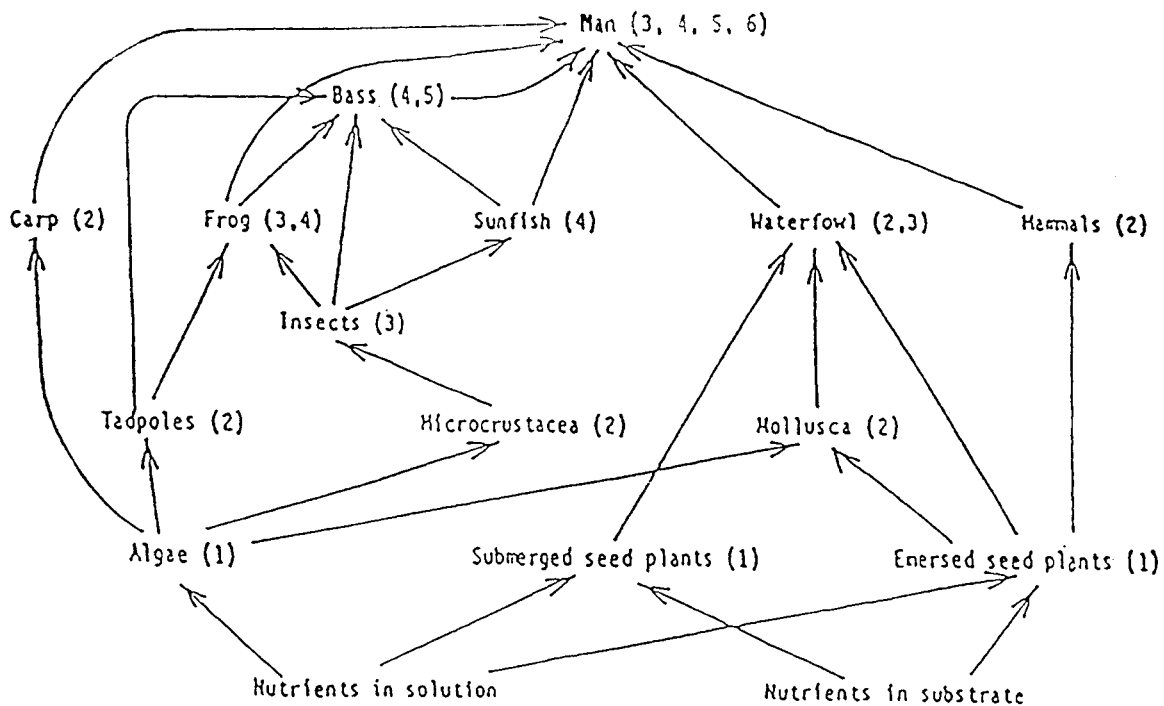 Man (3, 4, 5, 6)
Bass (4,5)
Carp (2)
Frog (3,4)
Sunfish (4)
Waterfowl (2,3)
Mammals (2)
Insects (3)
Tadpoles (2)
Microcrustacea (2)
Mollusca (2)
Algae (1)
Submerged seed plants (1)
Emersed seed plants (1)
Nutrients in solution
Nutrients in substrate